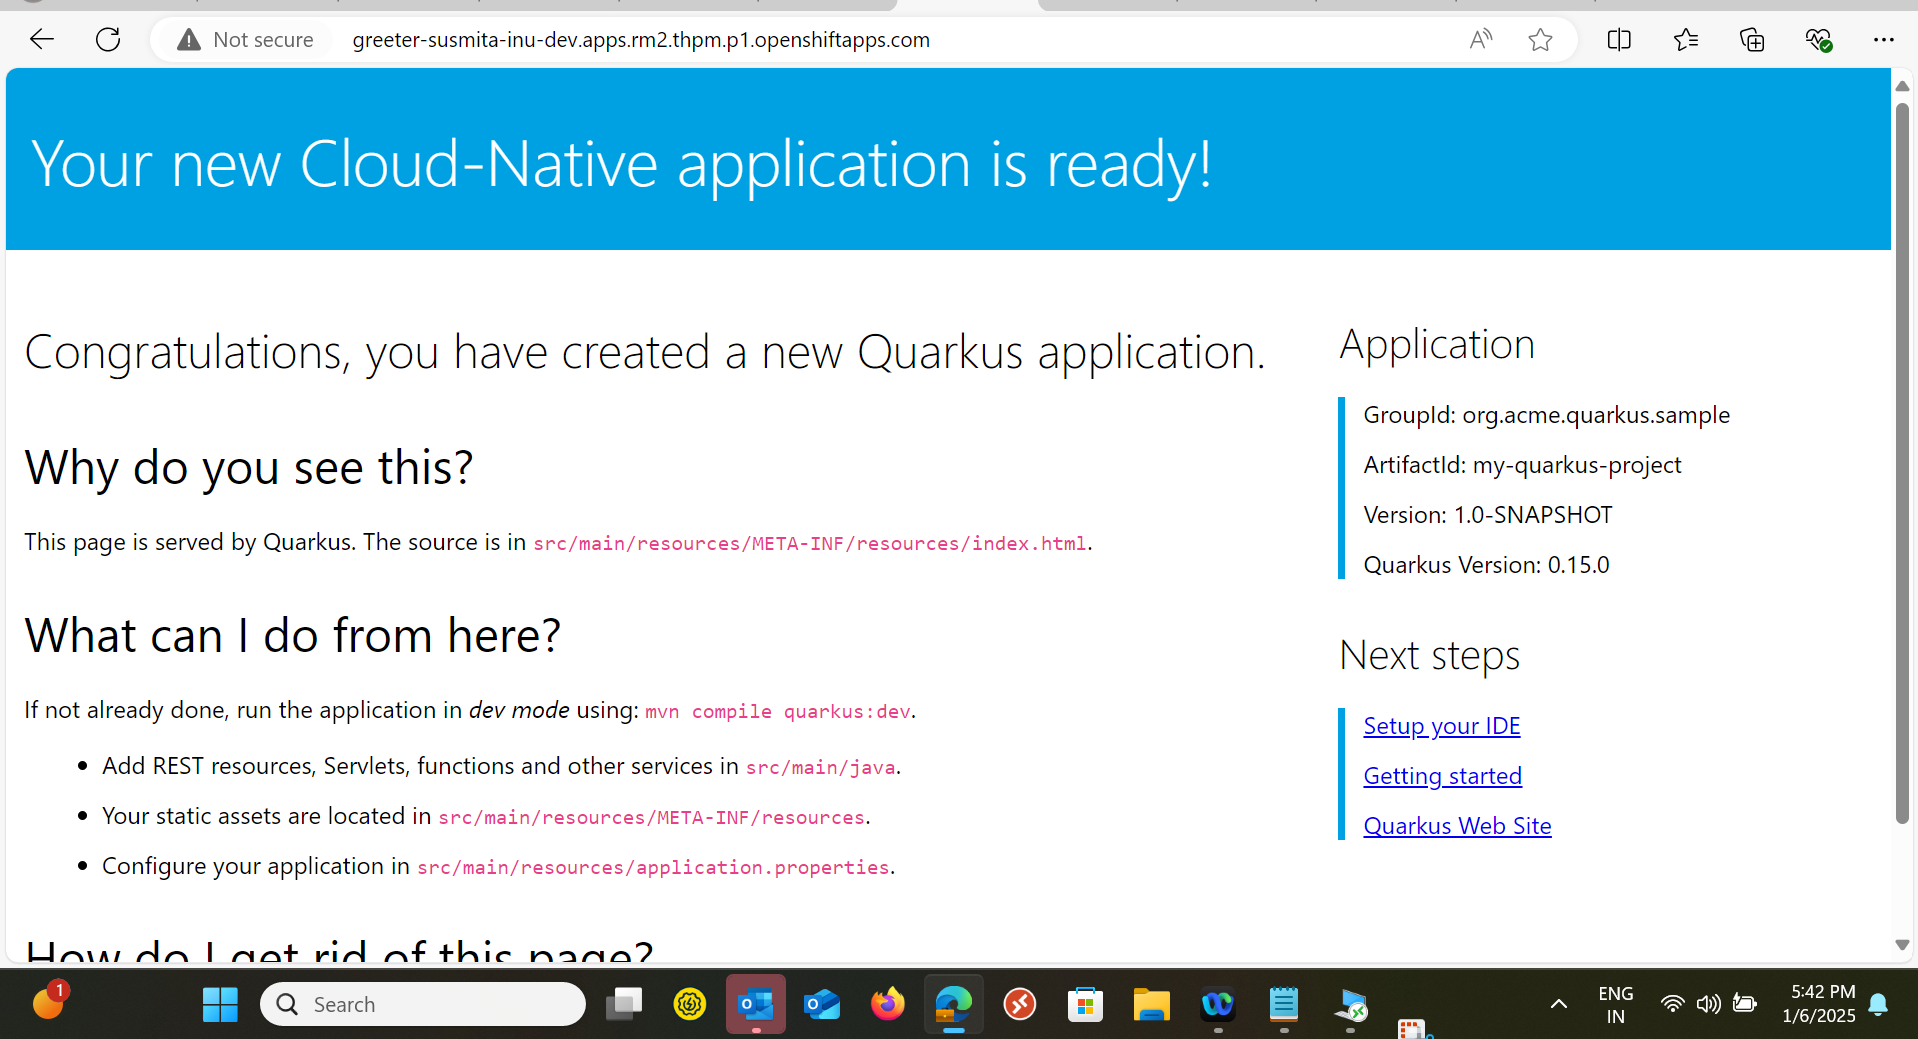 Not secure
greeter-susmita-inu-dev.apps.rm2.thpm.p1.openshiftapps.com
Your new Cloud-Native application is ready!
Congratulations, you have created a new Quarkus application.
Why do you see this?
This page is served by Quarkus. The source is in src/main/resources/META-INF/resources/index.html.
What can I do from here?
If not already done, run the application in dev mode using: mvn compile quarkus:dev.
• Add REST resources, Servlets, functions and other services in src/main/java.
• Your static assets are located in src/main/resources/META-INF/resources.
• Configure your application in src/main/resources/application.properties.
How do I get rid of this page?
Application
GroupId: org.acme.quarkus.sample
ArtifactId: my-quarkus-project
Version: 1.0-SNAPSHOT
Quarkus Version: 0.15.0
Next steps
Setup your IDE
Getting started
Quarkus Web Site
1
Search
ENG
IN
5:42 PM
1/6/2025